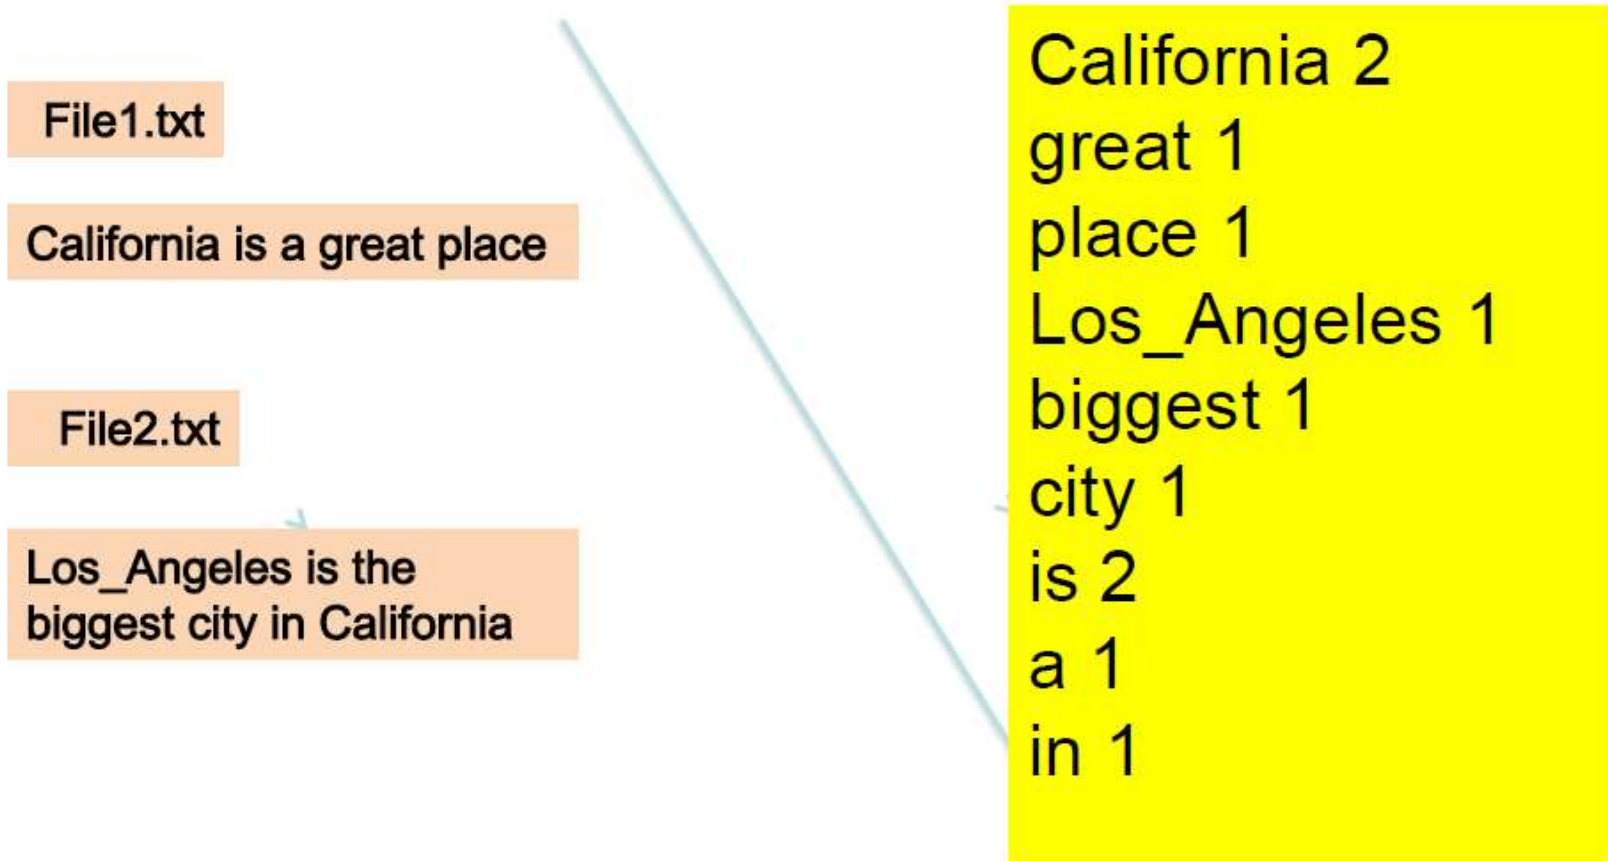 File1.txt
California is a great place
File2.txt
Los_Angeles is the
biggest city in California
California 2
great 1
place 1
Los_Angeles 1
biggest 1
city 1
is 2
a 1
in 1